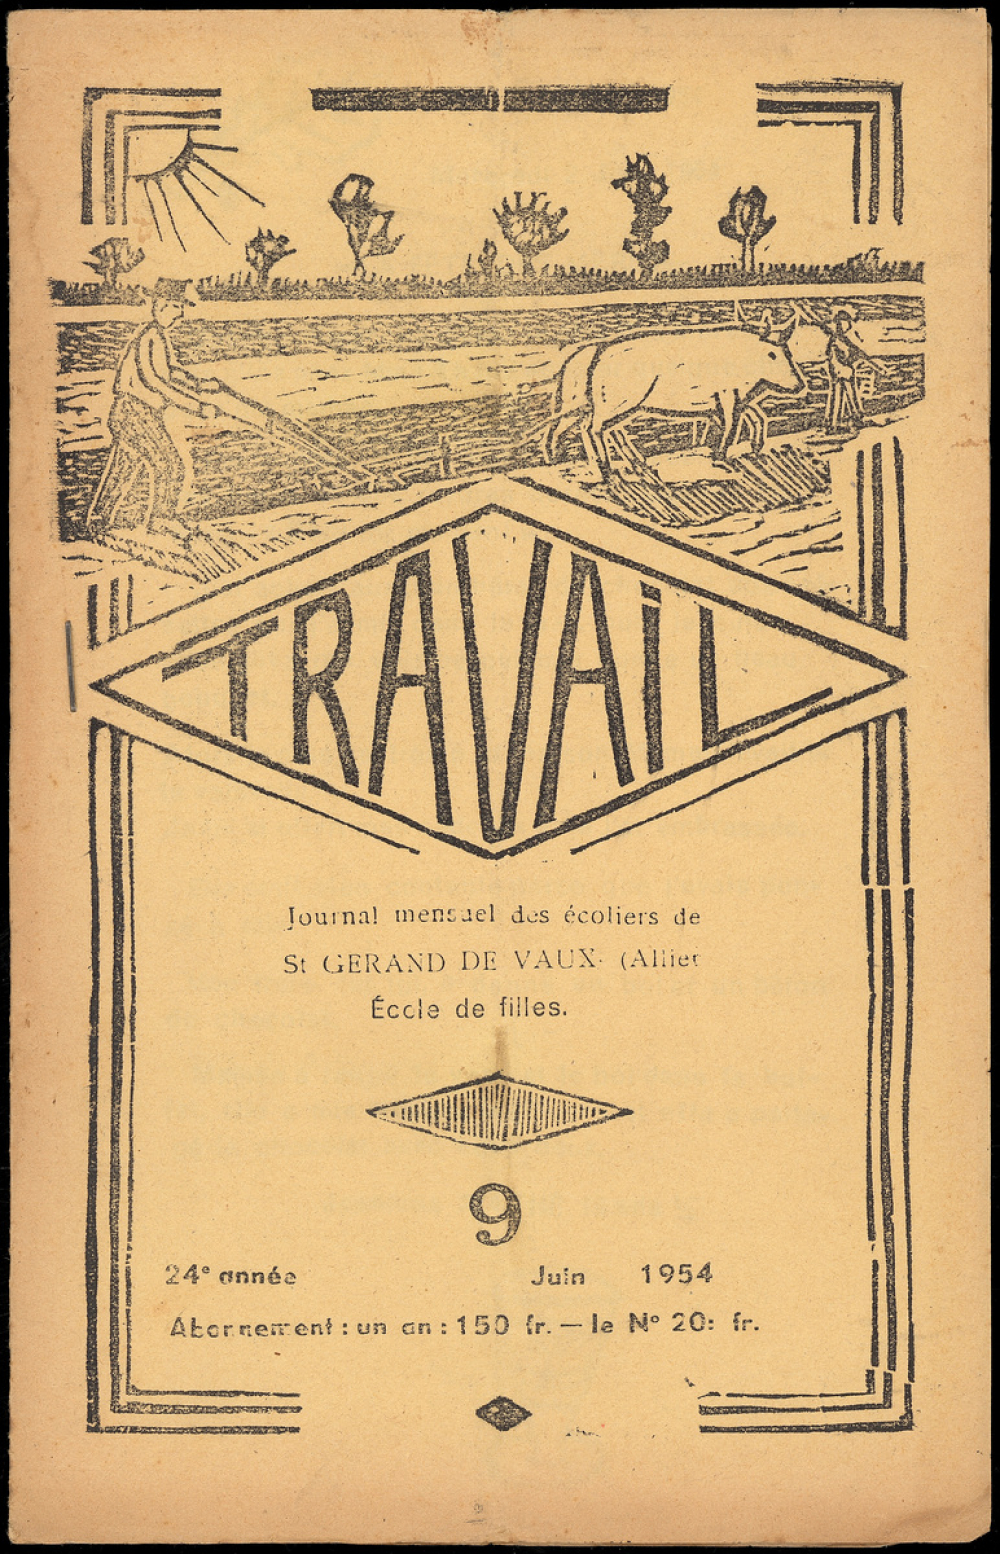 TRAVAiL
Journal mensuel des écoliers de
St GERAND DE VAUX (Allier
École de filles.
9
24e année Juin 1954
Abonnement : un an : 150 fr. — le N° 20: fr.